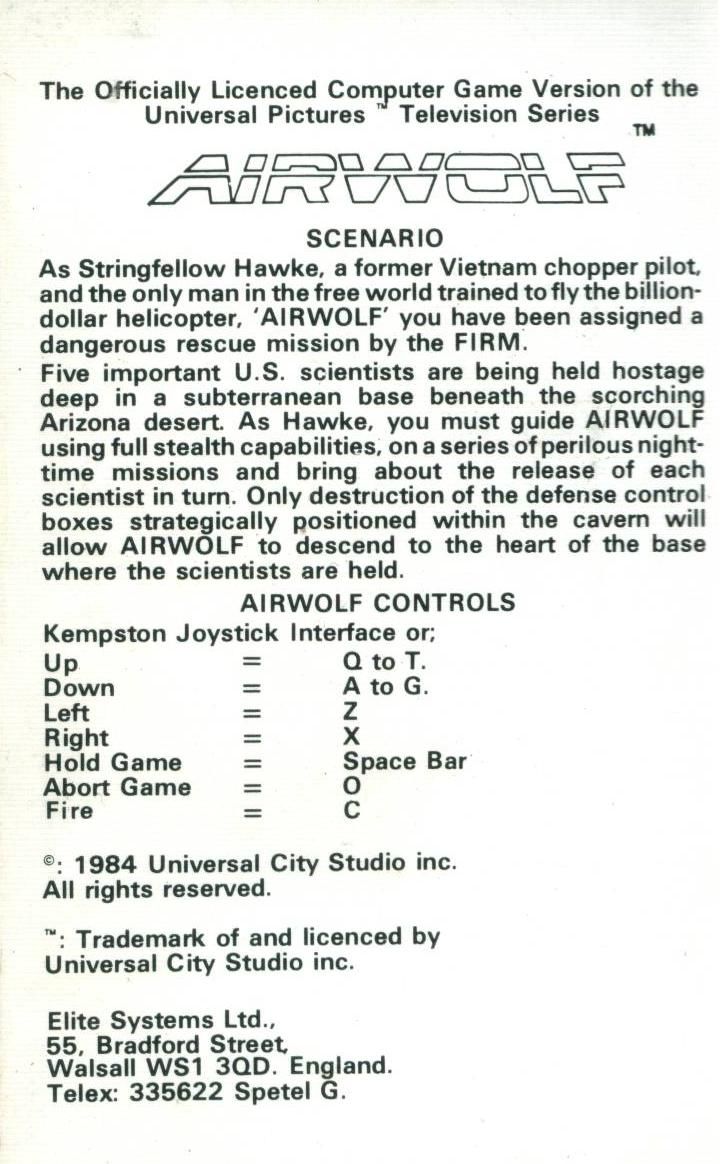 The Officially Licenced Computer Game Version of the
Universal Pictures ™ Television Series
AIRWOLF ™
SCENARIO
As Stringfellow Hawke, a former Vietnam chopper pilot,
and the only man in the free world trained to fly the billion-
dollar helicopter, 'AIRWOLF' you have been assigned a
dangerous rescue mission by the FIRM.
Five important U.S. scientists are being held hostage
deep in a subterranean base beneath the scorching
Arizona desert. As Hawke, you must guide AIRWOLF
using full stealth capabilities, on a series of perilous night-
time missions and bring about the release of each
scientist in turn. Only destruction of the defense control
boxes strategically positioned within the cavern will
allow AIRWOLF to descend to the heart of the base
where the scientists are held.
AIRWOLF CONTROLS
Kempston Joystick Interface or;
Up = Q to T.
Down = A to G.
Left = Z
Right = X
Hold Game = Space Bar
Abort Game = O
Fire = C
©: 1984 Universal City Studio inc.
All rights reserved.
™: Trademark of and licenced by
Universal City Studio inc.
Elite Systems Ltd.,
55, Bradford Street,
Walsall WS1 3QD. England.
Telex: 335622 Spetel G.